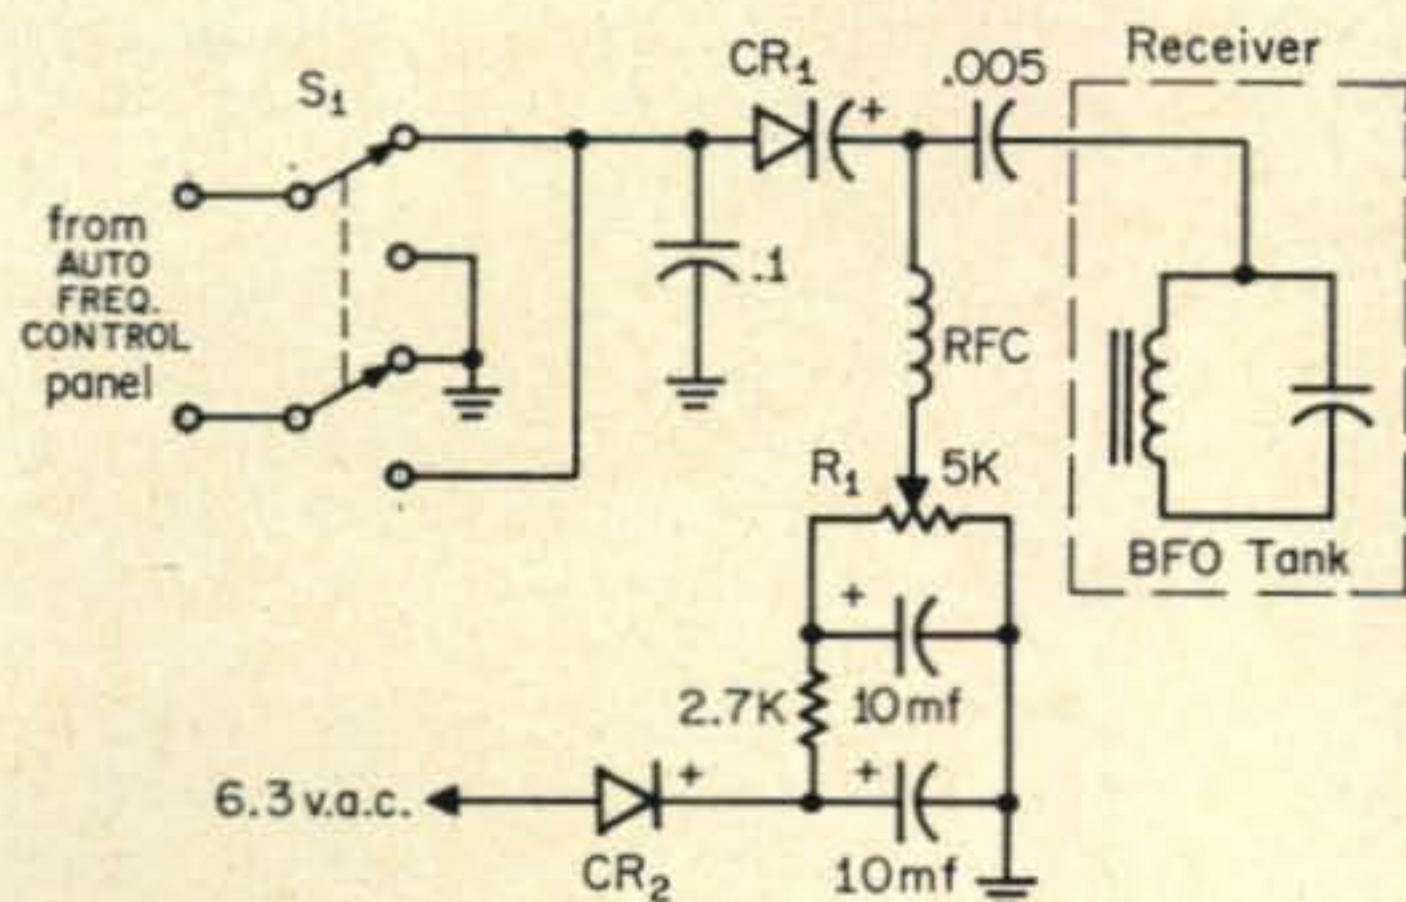 S₁
CR₁
+
.005
Receiver
from
AUTO
FREQ.
CONTROL
panel
.1
RFC
R₁
5K
BFO Tank
+
2.7K
10mf
6.3 v.a.c.
+
+
CR₂
10mf